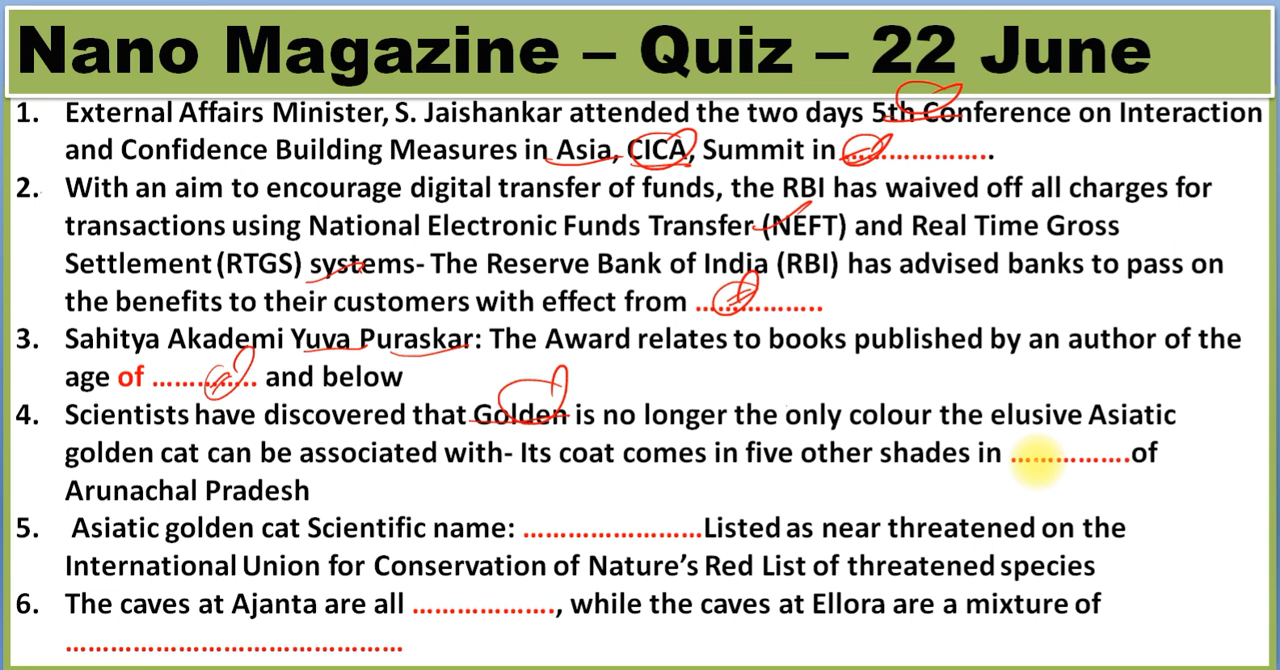 Nano Magazine – Quiz – 22 June
1. External Affairs Minister, S. Jaishankar attended the two days 5th Conference on Interaction
and Confidence Building Measures in Asia, CICA, Summit in ……………….
2. With an aim to encourage digital transfer of funds, the RBI has waived off all charges for
transactions using National Electronic Funds Transfer (NEFT) and Real Time Gross
Settlement (RTGS) systems- The Reserve Bank of India (RBI) has advised banks to pass on
the benefits to their customers with effect from ……………..
3. Sahitya Akademi Yuva Puraskar: The Award relates to books published by an author of the
age of ………….. and below
4. Scientists have discovered that Golden is no longer the only colour the elusive Asiatic
golden cat can be associated with- Its coat comes in five other shades in …………….of
Arunachal Pradesh
5. Asiatic golden cat Scientific name: ……………………Listed as near threatened on the
International Union for Conservation of Nature’s Red List of threatened species
6. The caves at Ajanta are all ………………., while the caves at Ellora are a mixture of
………………………………………